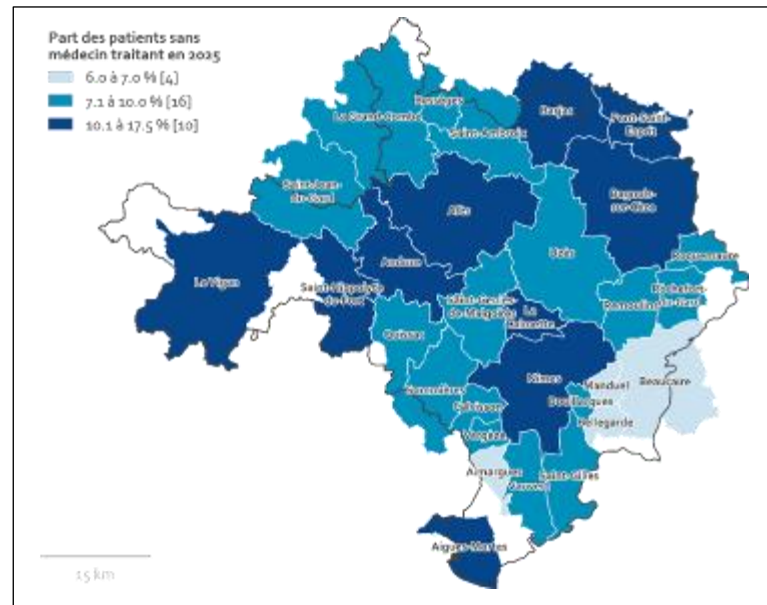 Part des patients sans
médecin traitant en 2025
6.0 à 7.0 % [4]
7.1 à 10.0 % [16]
10.1 à 17.5 % [10]
Bessèges
Barjac
Pont-Saint-
Esprit
La Grand-Combe
Saint-Ambroix
Saint-Jean-
du-Gard
Bagnols-
sur-Cèze
Alès
Uzès
Roquemaure
Le Vigan
Anduze
Saint-Hippolyte-
du-Fort
Saint-Geniès-
de-Malgoirès
La
Calmette
Remoulins
Rochefort-
du-Gard
Quissac
Nîmes
Manduel
Beaucaire
Sommières
Bouillargues
Calvisson
Bellegarde
Vergèze
Aimargues
Vauvert
Saint-Gilles
Aigues-Mortes
15 km